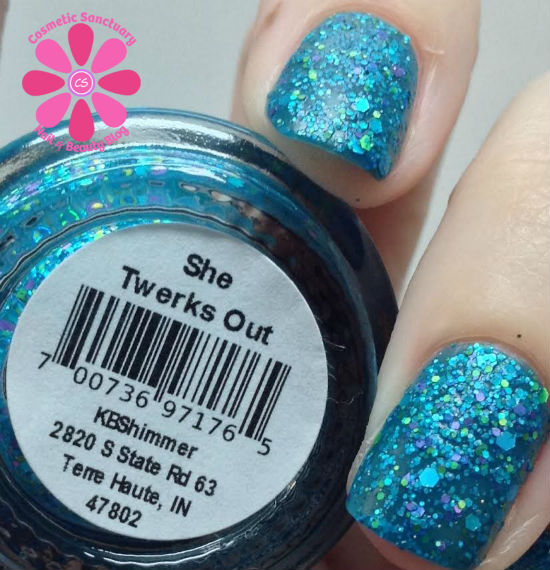 Cosmetic Sanctuary
CS
Nail n Beauty Blog
She
Twerks Out
7 00736 97176 5
KBShimmer
2820 S State Rd 63
Terre Haute, IN
47802